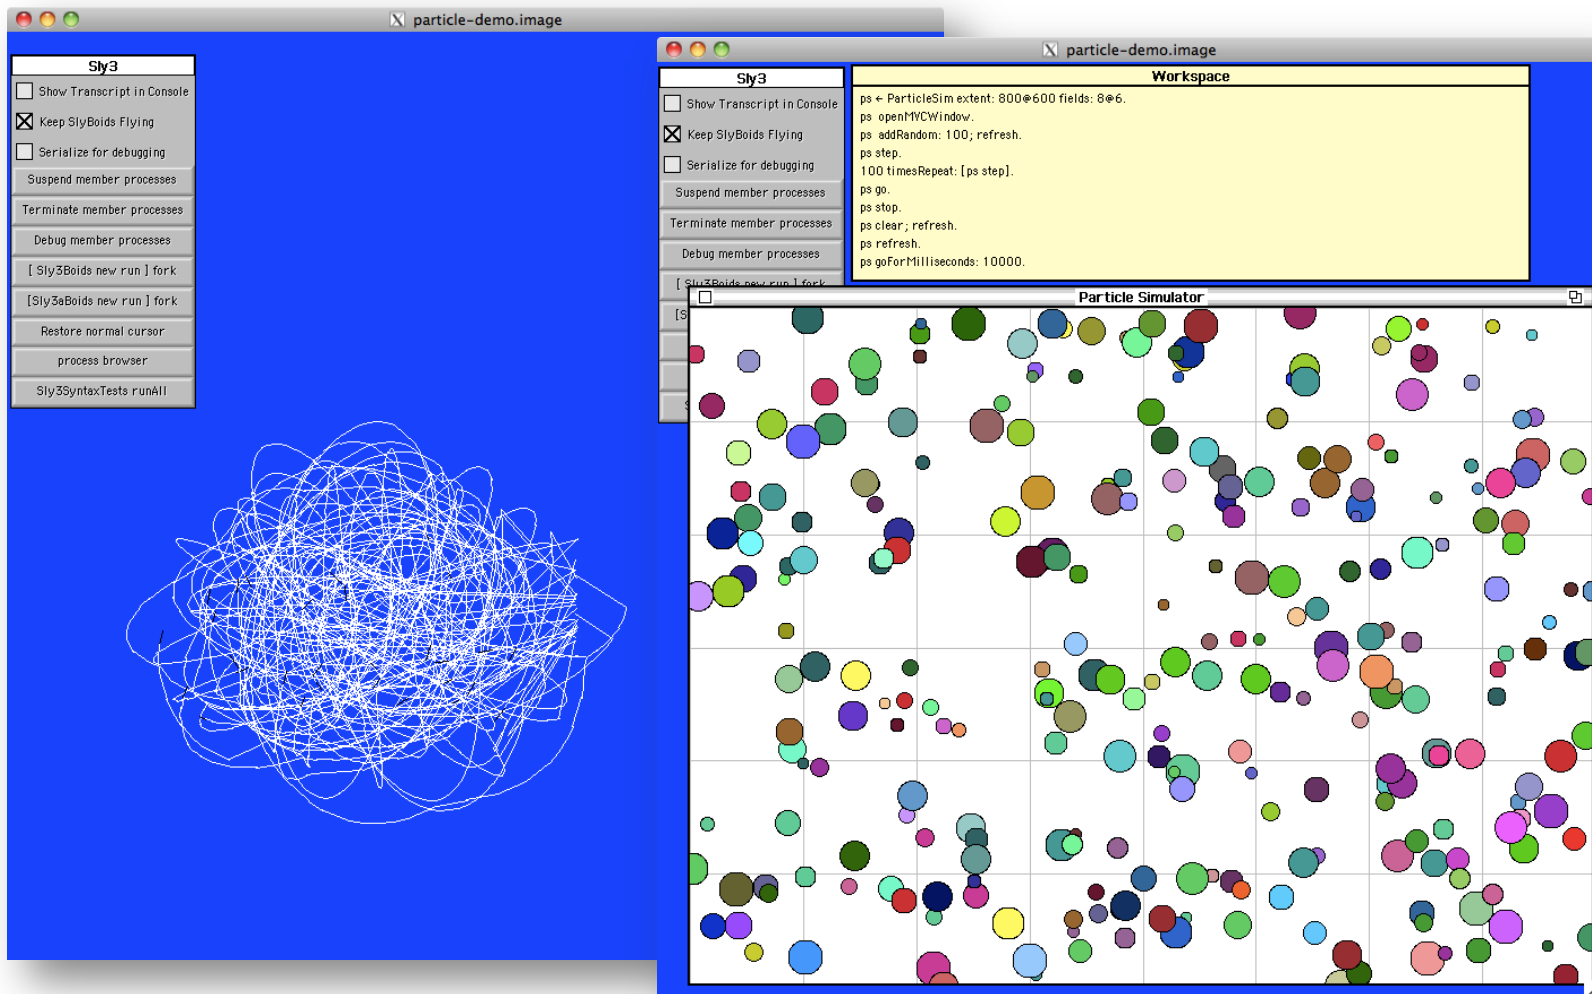 particle-demo.image
Sly3
Show Transcript in Console
Keep SlyBoids Flying
Serialize for debugging
Suspend member processes
Terminate member processes
Debug member processes
[ Sly3Boids new run ] fork
[Sly3aBoids new run ] fork
Restore normal cursor
process browser
Sly3SyntaxTests runAll
particle-demo.image
Sly3
Show Transcript in Console
Keep SlyBoids Flying
Serialize for debugging
Suspend member processes
Terminate member processes
Debug member processes
[ Sly3Boids new run ] fork
[S
S
Workspace
ps ← ParticleSim extent: 800@600 fields: 8@6.
ps openMVCWindow.
ps addRandom: 100; refresh.
ps step.
100 timesRepeat: [ps step].
ps go.
ps stop.
ps clear; refresh.
ps refresh.
ps goForMilliseconds: 10000.
Particle Simulator